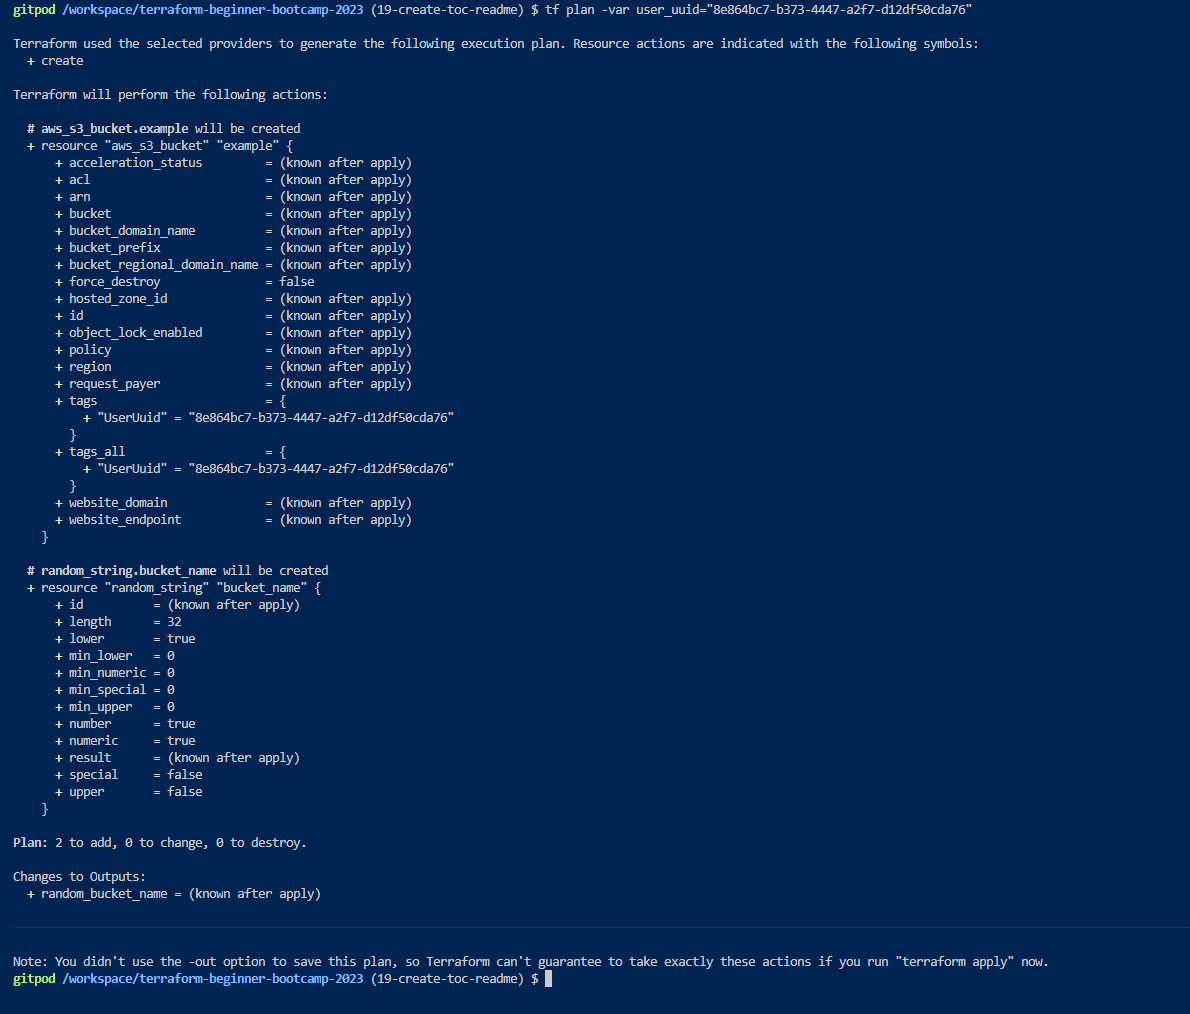 gitpod /workspace/terraform-beginner-bootcamp-2023 (19-create-toc-readme) $ tf plan -var user_uuid="8e864bc7-b373-4447-a2f7-d12df50cda76"
Terraform used the selected providers to generate the following execution plan. Resource actions are indicated with the following symbols:
  + create
Terraform will perform the following actions:
  # aws_s3_bucket.example will be created
  + resource "aws_s3_bucket" "example" {
      + acceleration_status         = (known after apply)
      + acl                         = (known after apply)
      + arn                         = (known after apply)
      + bucket                      = (known after apply)
      + bucket_domain_name          = (known after apply)
      + bucket_prefix               = (known after apply)
      + bucket_regional_domain_name = (known after apply)
      + force_destroy               = false
      + hosted_zone_id              = (known after apply)
      + id                          = (known after apply)
      + object_lock_enabled         = (known after apply)
      + policy                      = (known after apply)
      + region                      = (known after apply)
      + request_payer               = (known after apply)
      + tags                        = {
          + "UserUuid" = "8e864bc7-b373-4447-a2f7-d12df50cda76"
        }
      + tags_all                    = {
          + "UserUuid" = "8e864bc7-b373-4447-a2f7-d12df50cda76"
        }
      + website_domain              = (known after apply)
      + website_endpoint            = (known after apply)
    }
  # random_string.bucket_name will be created
  + resource "random_string" "bucket_name" {
      + id          = (known after apply)
      + length      = 32
      + lower       = true
      + min_lower   = 0
      + min_numeric = 0
      + min_special = 0
      + min_upper   = 0
      + number      = true
      + numeric     = true
      + result      = (known after apply)
      + special     = false
      + upper       = false
    }
Plan: 2 to add, 0 to change, 0 to destroy.
Changes to Outputs:
  + random_bucket_name = (known after apply)
Note: You didn't use the -out option to save this plan, so Terraform can't guarantee to take exactly these actions if you run "terraform apply" now.
gitpod /workspace/terraform-beginner-bootcamp-2023 (19-create-toc-readme) $